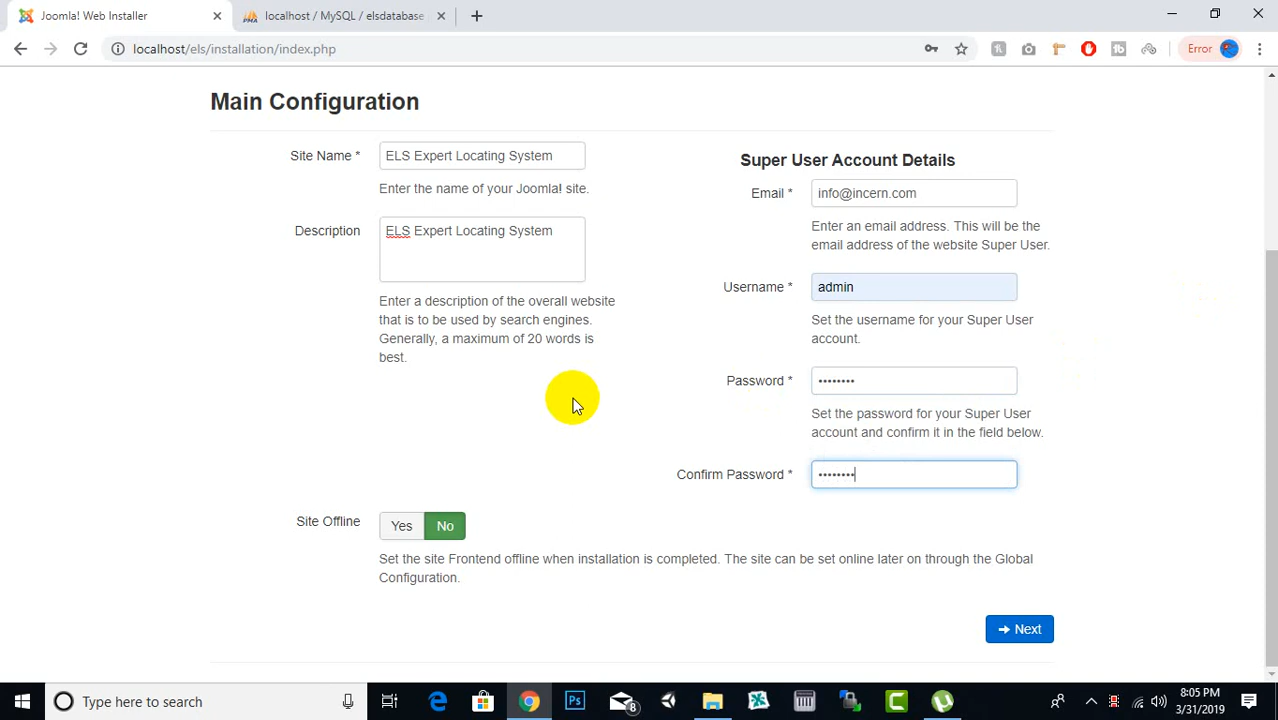 Joomla! Web Installer
localhost / MySQL / elsdatabase
localhost/els/installation/index.php
Error
Main Configuration
Site Name *
ELS Expert Locating System
Enter the name of your Joomla! site.
Description
ELS Expert Locating System
Enter a description of the overall website
that is to be used by search engines.
Generally, a maximum of 20 words is
best.
Super User Account Details
Email *
info@incern.com
Enter an email address. This will be the
email address of the website Super User.
Username *
admin
Set the username for your Super User
account.
Password *
••••••••
Set the password for your Super User
account and confirm it in the field below.
Confirm Password *
••••••••
Site Offline
Yes
No
Set the site Frontend offline when installation is completed. The site can be set online later on through the Global
Configuration.
Next
Type here to search
Ps
8
8:05 PM
3/31/2019